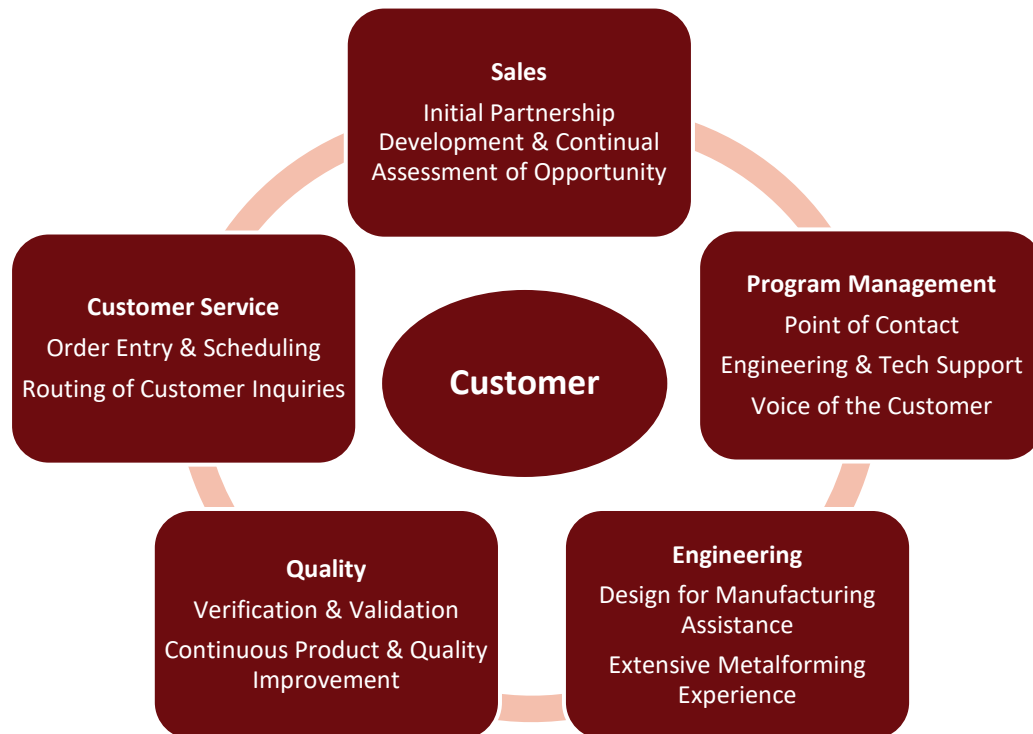 Sales
Initial Partnership
Development & Continual
Assessment of Opportunity
Program Management
Point of Contact
Engineering & Tech Support
Voice of the Customer
Customer Service
Order Entry & Scheduling
Routing of Customer Inquiries
Customer
Engineering
Design for Manufacturing
Assistance
Extensive Metalforming
Experience
Quality
Verification & Validation
Continuous Product & Quality
Improvement